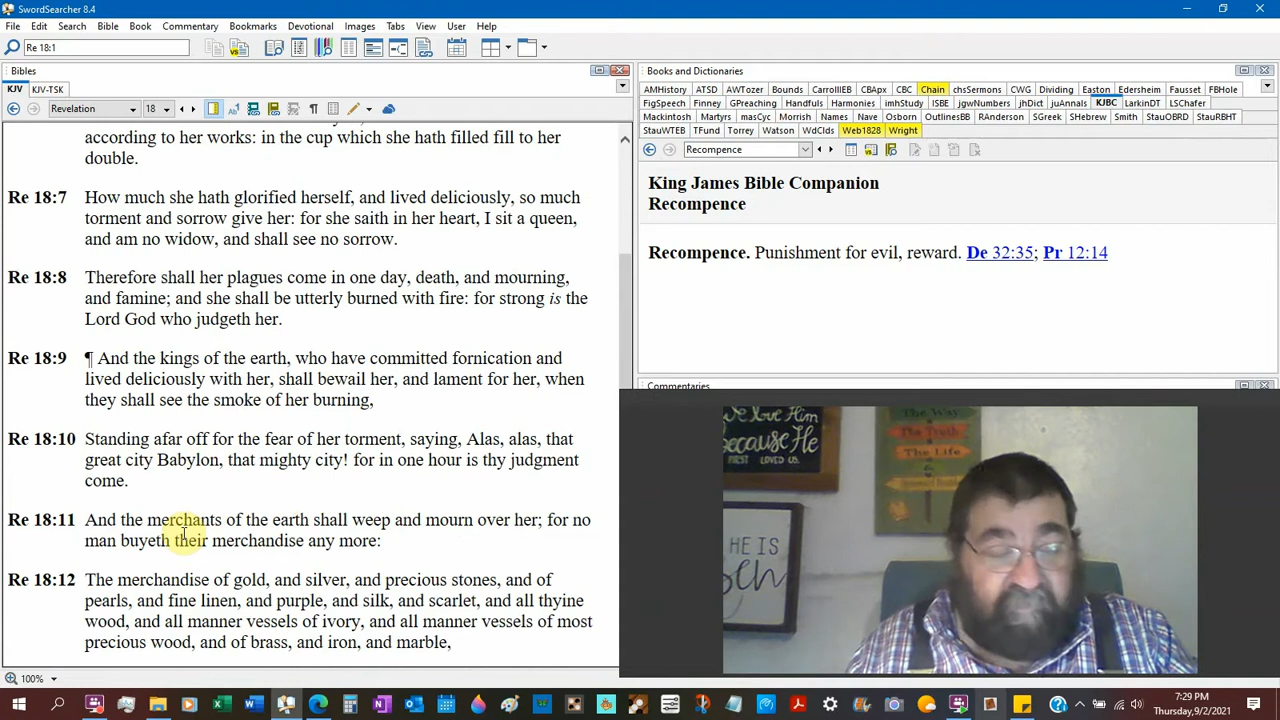 SwordSearcher 8.4
File Edit Search Bible Book Commentary Bookmarks Devotional Images Tabs View User Help
Re 18:1
Bibles
KJV KJV-TSK
Revelation 18
according to her works: in the cup which she hath filled fill to her
double.
Re 18:7 How much she hath glorified herself, and lived deliciously, so much
torment and sorrow give her: for she saith in her heart, I sit a queen,
and am no widow, and shall see no sorrow.
Re 18:8 Therefore shall her plagues come in one day, death, and mourning,
and famine; and she shall be utterly burned with fire: for strong is the
Lord God who judgeth her.
Re 18:9 ¶ And the kings of the earth, who have committed fornication and
lived deliciously with her, shall bewail her, and lament for her, when
they shall see the smoke of her burning,
Re 18:10 Standing afar off for the fear of her torment, saying, Alas, alas, that
great city Babylon, that mighty city! for in one hour is thy judgment
come.
Re 18:11 And the merchants of the earth shall weep and mourn over her; for no
man buyeth their merchandise any more:
Re 18:12 The merchandise of gold, and silver, and precious stones, and of
pearls, and fine linen, and purple, and silk, and scarlet, and all thyine
wood, and all manner vessels of ivory, and all manner vessels of most
precious wood, and of brass, and iron, and marble,
100%
Books and Dictionaries
AMHistory ATSD AWTozer Bounds CarrollEIB CBApx CBC Chain chsSermons CWG Dividing Easton Edersheim Fausset FBHole
FigSpeech Finney GPreaching Handfuls Harmonies imhStudy ISBE jgwNumbers jhDict juAnnals KJBC LarkinDT LSChafer
Mackintosh Martyrs masCyc Morrish Names Nave Osborn OutlinesBB RAnderson SGreek SHebrew Smith StauOBRD StauRBHT
StauWTEB TFund Torrey Watson WdClds Web1828 Wright
Recompence
King James Bible Companion
Recompence
Recompence. Punishment for evil, reward. De 32:35; Pr 12:14
Commentaries
We love Him
because He
FIRST LOVED US.
The Way
The Truth
The Life
HE IS
7:29 PM
Thursday,9/2/2021